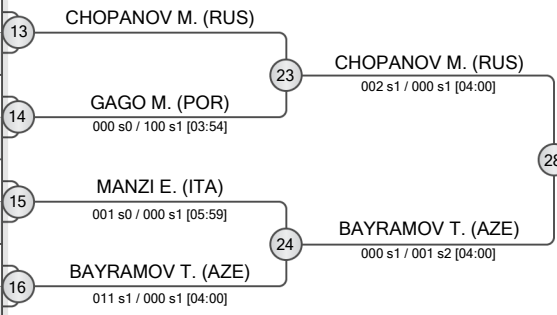 13
CHOPANOV M. (RUS)
23
CHOPANOV M. (RUS)
002 s1 / 000 s1 [04:00]
14
GAGO M. (POR)
000 s0 / 100 s1 [03:54]
28
15
MANZI E. (ITA)
001 s0 / 000 s1 [05:59]
24
BAYRAMOV T. (AZE)
000 s1 / 001 s2 [04:00]
16
BAYRAMOV T. (AZE)
011 s1 / 000 s1 [04:00]